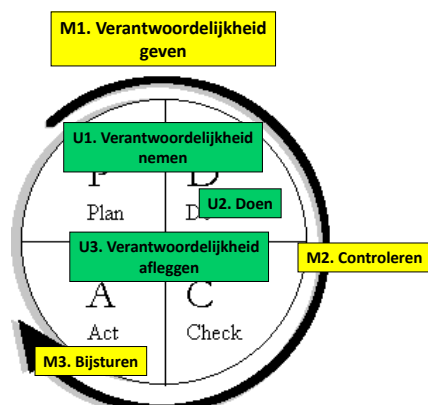 M1. Verantwoordelijkheid
geven
U1. Verantwoordelijkheid
nemen
P
D
Plan
D
U2. Doen
U3. Verantwoordelijkheid
afleggen
M2. Controleren
A
C
Act
Check
M3. Bijsturen